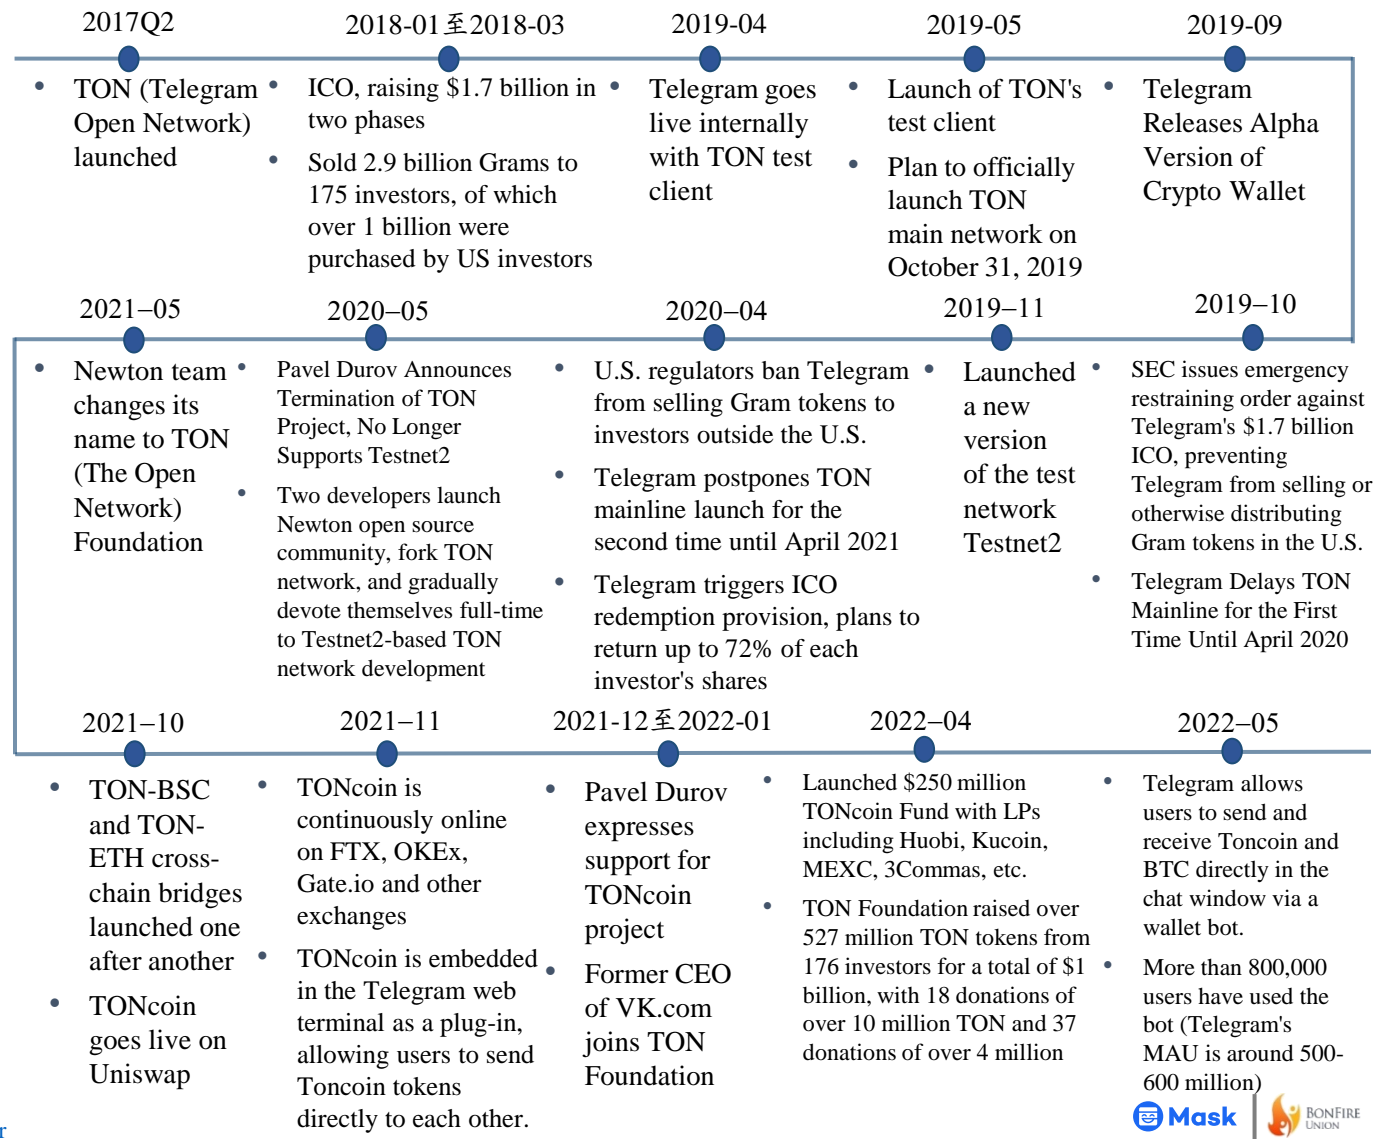 2017Q2
TON (Telegram
Open Network)
launched
2018-01至2018-03
ICO, raising $1.7 billion in
two phases
Sold 2.9 billion Grams to
175 investors, of which
over 1 billion were
purchased by US investors
2019-04
Telegram goes
live internally
with TON test
client
2019-05
Launch of TON's
test client
Plan to officially
launch TON
main network on
October 31, 2019
2019-09
Telegram
Releases Alpha
Version of
Crypto Wallet
2019–10
SEC issues emergency
restraining order against
Telegram's $1.7 billion
ICO, preventing
Telegram from selling or
otherwise distributing
Gram tokens in the U.S.
Telegram Delays TON
Mainline for the First
Time Until April 2020
2019–11
Launched
a new
version
of the test
network
Testnet2
2020–04
U.S. regulators ban Telegram
from selling Gram tokens to
investors outside the U.S.
Telegram postpones TON
mainline launch for the
second time until April 2021
Telegram triggers ICO
redemption provision, plans to
return up to 72% of each
investor's shares
2020–05
Pavel Durov Announces
Termination of TON
Project, No Longer
Supports Testnet2
Two developers launch
Newton open source
community, fork TON
network, and gradually
devote themselves full-time
to Testnet2-based TON
network development
2021–05
Newton team
changes its
name to TON
(The Open
Network)
Foundation
2021–10
TON-BSC
and TON-
ETH cross-
chain bridges
launched one
after another
TONcoin
goes live on
Uniswap
2021–11
TONcoin is
continuously online
on FTX, OKEx,
Gate.io and other
exchanges
TONcoin is embedded
in the Telegram web
terminal as a plug-in,
allowing users to send
Toncoin tokens
directly to each other.
2021-12至2022-01
Pavel Durov
expresses
support for
TONcoin
project
Former CEO
of VK.com
joins TON
Foundation
2022–04
Launched $250 million
TONcoin Fund with LPs
including Huobi, Kucoin,
MEXC, 3Commas, etc.
TON Foundation raised over
527 million TON tokens from
176 investors for a total of $1
billion, with 18 donations of
over 10 million TON and 37
donations of over 4 million
2022–05
Telegram allows
users to send and
receive Toncoin and
BTC directly in the
chat window via a
wallet bot.
More than 800,000
users have used the
bot (Telegram's
MAU is around 500-
600 million)
Mask
BONFIRE
UNION